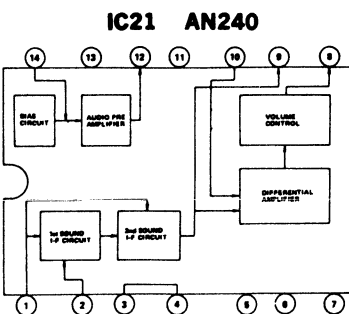 IC21 AN240
14 13 12 11 10 9 8
BIAS
CIRCUIT
AUDIO PRE
AMPLIFIER
VOLUME
CONTROL
DIFFERENTIAL
AMPLIFIER
1st SOUND
I-F CIRCUIT
2nd SOUND
I-F CIRCUIT
1 2 3 4 5 6 7